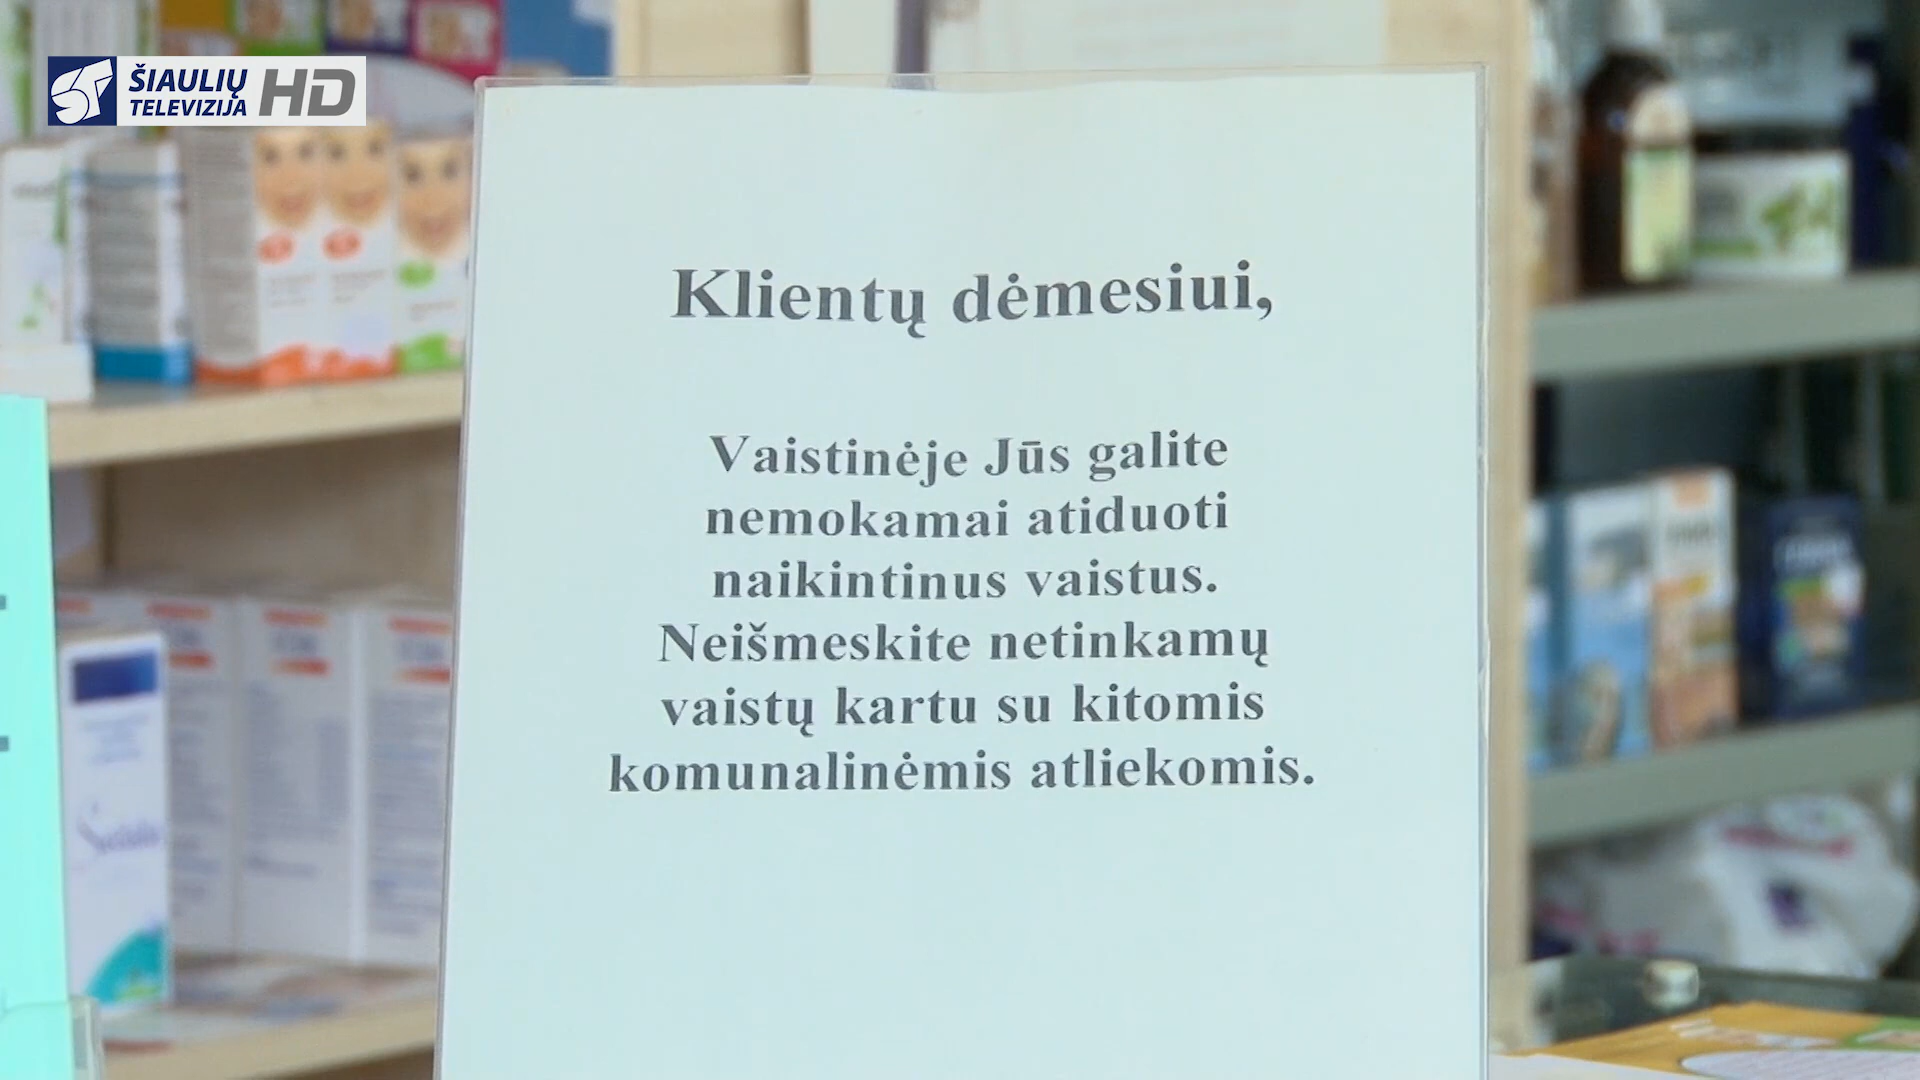 ŠIAULIŲ
TELEVIZIJA HD
Klientų dėmesiui,
Vaistinėje Jūs galite
nemokamai atiduoti
naikintinus vaistus.
Neišmeskite netinkamų
vaistų kartu su kitomis
komunalinėmis atliekomis.